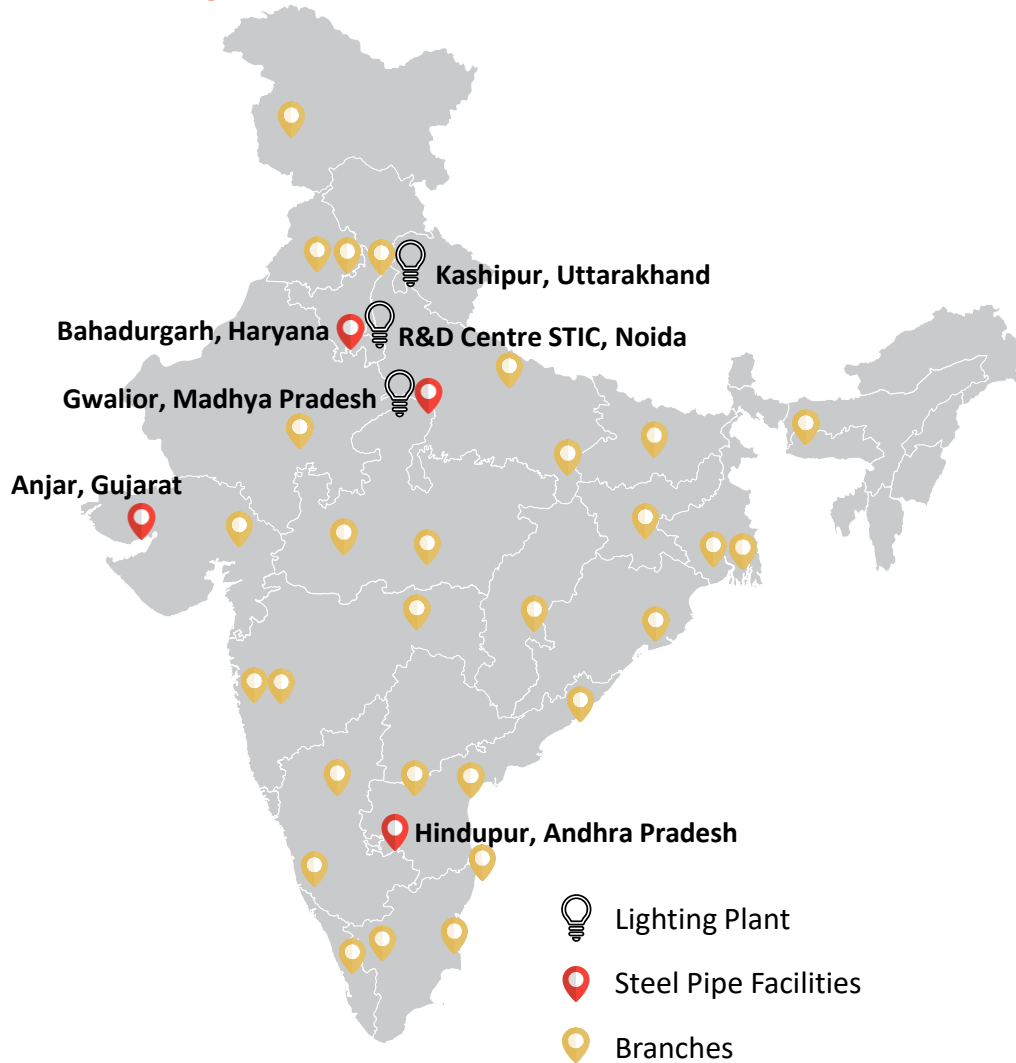 Kashipur, Uttarakhand
Bahadurgarh, Haryana
R&D Centre STIC, Noida
Gwalior, Madhya Pradesh
Anjar, Gujarat
Hindupur, Andhra Pradesh
Lighting Plant
Steel Pipe Facilities
Branches